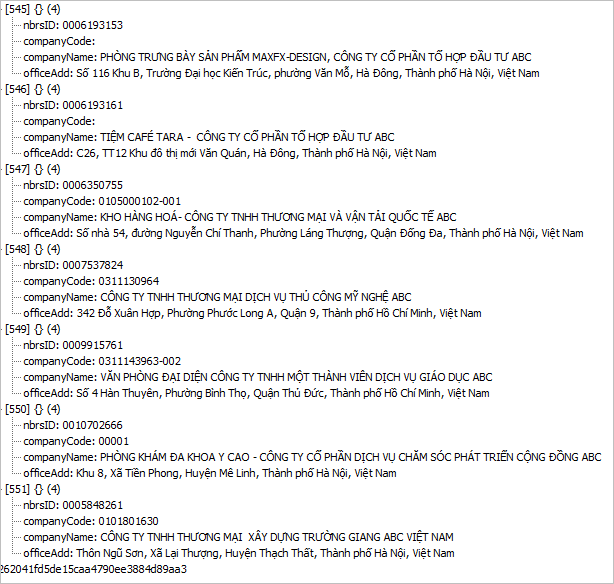 [545] {} (4)
nbrsID: 0006193153
companyCode:
companyName: PHÒNG TRƯNG BÀY SẢN PHẨM MAXFX-DESIGN, CÔNG TY CỔ PHẦN TỔ HỢP ĐẦU TƯ ABC
officeAdd: Số 116 Khu B, Trường Đại học Kiến Trúc, phường Văn Mỗ, Hà Đông, Thành phố Hà Nội, Việt Nam
[546] {} (4)
nbrsID: 0006193161
companyCode:
companyName: TIỆM CAFÉ TARA -  CÔNG TY CỔ PHẦN TỔ HỢP ĐẦU TƯ ABC
officeAdd: C26, TT12 Khu đô thị mới Văn Quán, Hà Đông, Thành phố Hà Nội, Việt Nam
[547] {} (4)
nbrsID: 0006350755
companyCode: 0105000102-001
companyName: KHO HÀNG HOÁ- CÔNG TY TNHH THƯƠNG MẠI VÀ VẬN TẢI QUỐC TẾ ABC
officeAdd: Số nhà 54, đường Nguyễn Chí Thanh, Phường Láng Thượng, Quận Đống Đa, Thành phố Hà Nội, Việt Nam
[548] {} (4)
nbrsID: 0007537824
companyCode: 0311130964
companyName: CÔNG TY TNHH THƯƠNG MẠI DỊCH VỤ THỦ CÔNG MỸ NGHỆ ABC
officeAdd: 342 Đỗ Xuân Hợp, Phường Phước Long A, Quận 9, Thành phố Hồ Chí Minh, Việt Nam
[549] {} (4)
nbrsID: 0009915761
companyCode: 0311143963-002
companyName: VĂN PHÒNG ĐẠI DIỆN CÔNG TY TNHH MỘT THÀNH VIÊN DỊCH VỤ GIÁO DỤC ABC
officeAdd: Số 4 Hàn Thuyên, Phường Bình Thọ, Quận Thủ Đức, Thành phố Hồ Chí Minh, Việt Nam
[550] {} (4)
nbrsID: 0010702666
companyCode: 00001
companyName: PHÒNG KHÁM ĐA KHOA Y CAO - CÔNG TY CỔ PHẦN DỊCH VỤ CHĂM SÓC PHÁT TRIỂN CỘNG ĐỒNG ABC
officeAdd: Khu 8, Xã Tiền Phong, Huyện Mê Linh, Thành phố Hà Nội, Việt Nam
[551] {} (4)
nbrsID: 0005848261
companyCode: 0101801630
companyName: CÔNG TY TNHH THƯƠNG MẠI  XÂY DỰNG TRƯỜNG GIANG ABC VIỆT NAM
officeAdd: Thôn Ngũ Sơn, Xã Lại Thượng, Huyện Thạch Thất, Thành phố Hà Nội, Việt Nam
262041fd5de15caa4790ee3884d89aa3